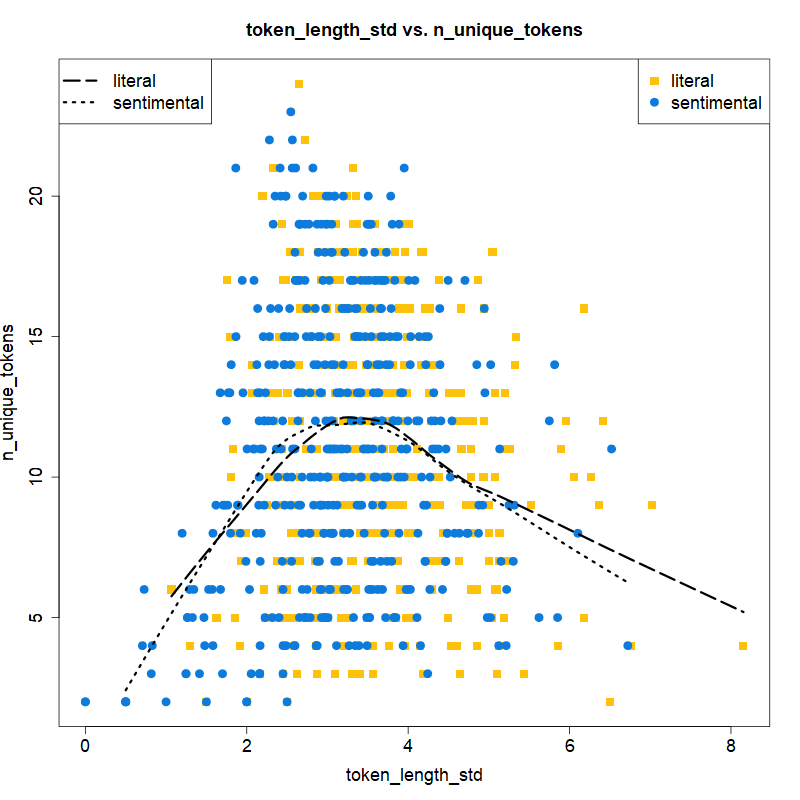 token_length_std vs. n_unique_tokens
literal
sentimental
literal
sentimental
n_unique_tokens
20
15
10
5
0
2
4
6
8
token_length_std